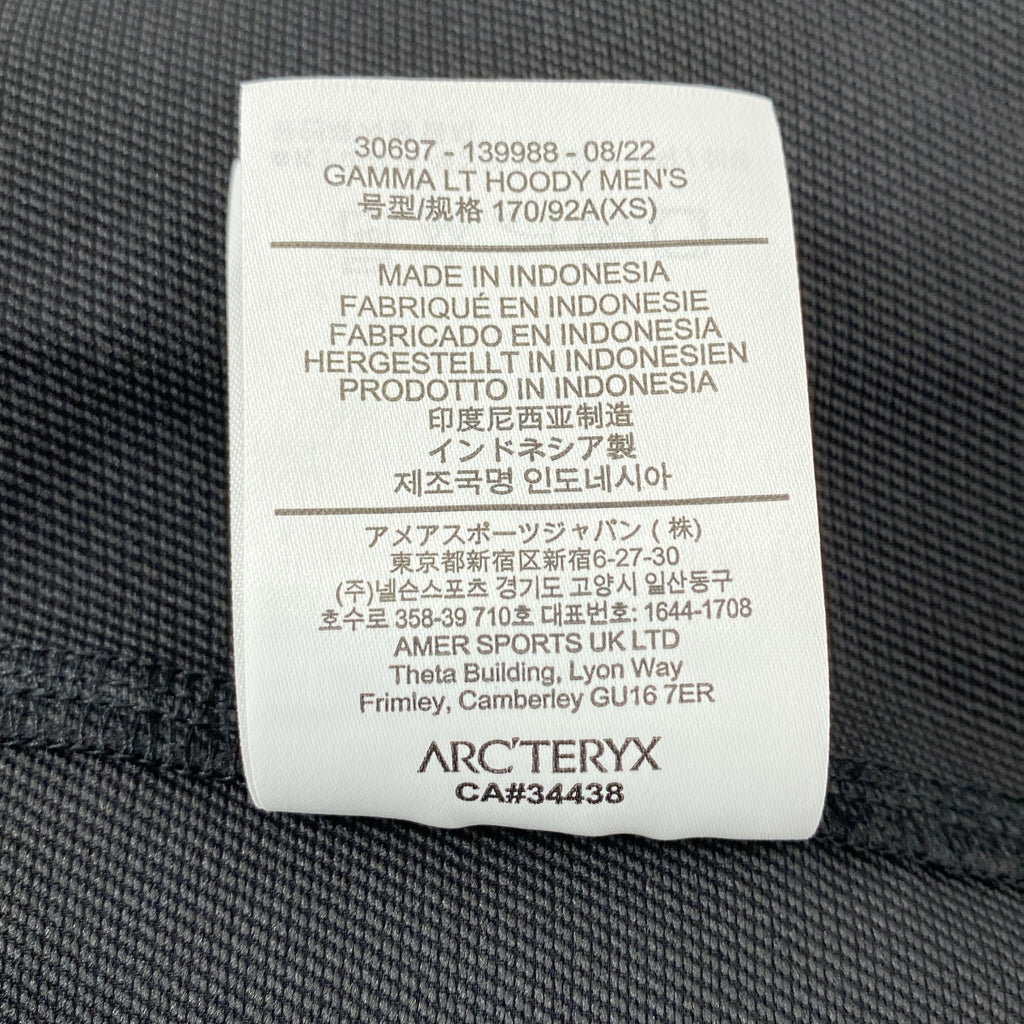 30697 - 139988 - 08/22
GAMMA LT HOODY MEN'S
号型/规格 170/92A(XS)
MADE IN INDONESIA
FABRIQUÉ EN INDONESIE
FABRICADO EN INDONESIA
HERGESTELLT IN INDONESIEN
PRODOTTO IN INDONESIA
印度尼西亚制造
インドネシア製
제조국명 인도네시아
アメアスポーツジャパン ( 株)
東京都新宿区新宿6-27-30
(주)넬슨스포츠 경기도 고양시 일산동구
호수로 358-39 710호 대표번호: 1644-1708
AMER SPORTS UK LTD
Theta Building, Lyon Way
Frimley, Camberley GU16 7ER
ARC'TERYX
CA#34438